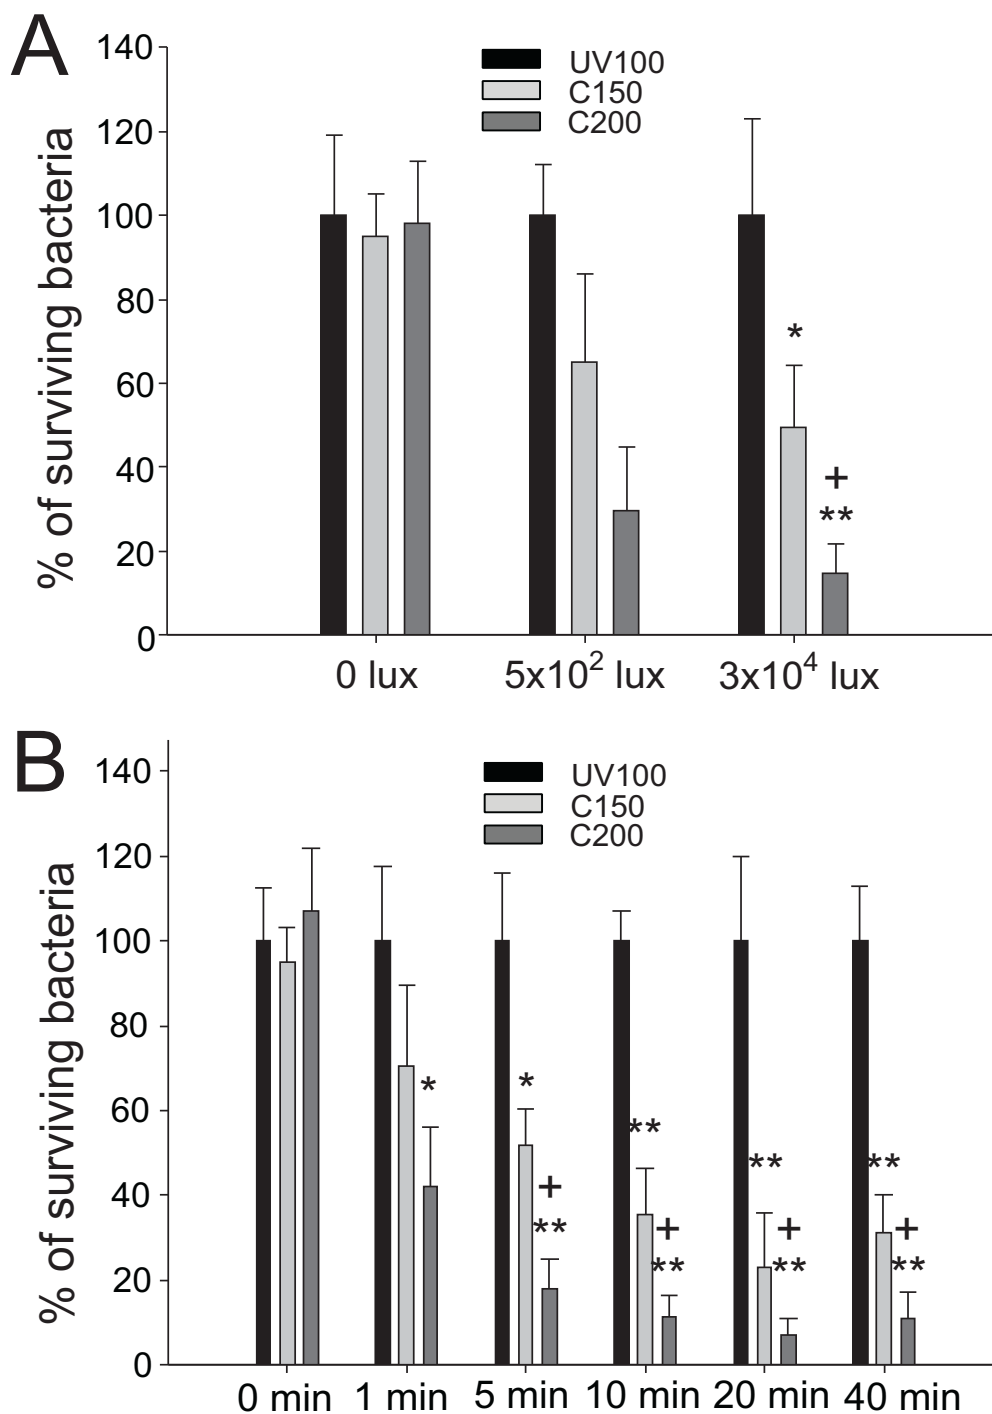 A
140
120
100
80
60
40
20
0
% of surviving bacteria
UV100
C150
C200
*
+
**
0 lux
5x10² lux
3x10⁴ lux
B
140
120
100
80
60
40
20
0
% of surviving bacteria
UV100
C150
C200
*
*
+
**
**
+
**
**
+
**
**
+
**
0 min
1 min
5 min
10 min
20 min
40 min